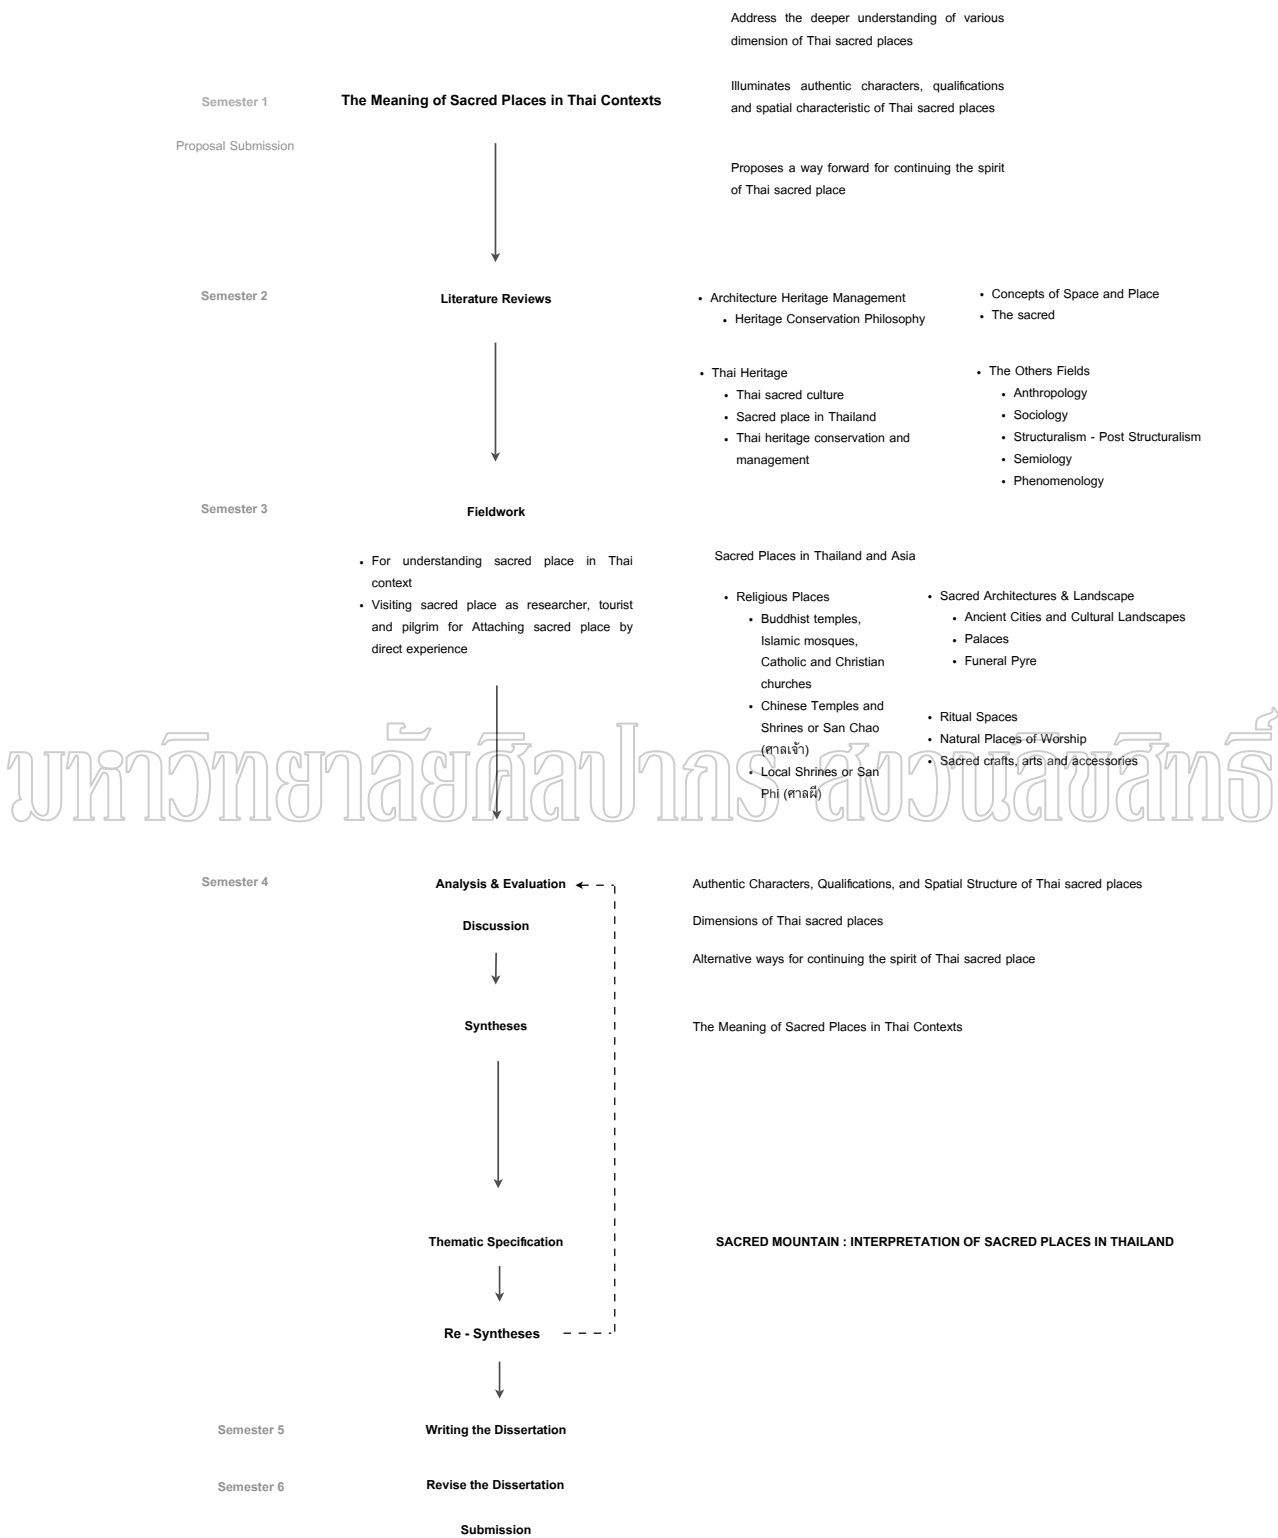 Address the deeper understanding of various
dimension of Thai sacred places
Illuminates authentic characters, qualifications
and spatial characteristic of Thai sacred places
Semester 1
The Meaning of Sacred Places in Thai Contexts
Proposal Submission
Proposes a way forward for continuing the spirit
of Thai sacred place
Semester 2
Literature Reviews
• Architecture Heritage Management
• Heritage Conservation Philosophy
• Concepts of Space and Place
• The sacred
• Thai Heritage
• Thai sacred culture
• Sacred place in Thailand
• Thai heritage conservation and
management
• The Others Fields
• Anthropology
• Sociology
• Structuralism - Post Structuralism
• Semiology
• Phenomenology
Semester 3
Fieldwork
• For understanding sacred place in Thai
context
• Visiting sacred place as researcher, tourist
and pilgrim for Attaching sacred place by
direct experience
Sacred Places in Thailand and Asia
• Religious Places
• Buddhist temples,
Islamic mosques,
Catholic and Christian
churches
• Chinese Temples and
Shrines or San Chao
(ศาลเจ้า)
• Local Shrines or San
Phi (ศาลผี)
• Sacred Architectures & Landscape
• Ancient Cities and Cultural Landscapes
• Palaces
• Funeral Pyre
• Ritual Spaces
• Natural Places of Worship
• Sacred crafts, arts and accessories
มหาวิทยาลัยศิลปากร สงวนลิขสิทธิ์
Semester 4
Analysis & Evaluation
Authentic Characters, Qualifications, and Spatial Structure of Thai sacred places
Discussion
Dimensions of Thai sacred places
Alternative ways for continuing the spirit of Thai sacred place
Syntheses
The Meaning of Sacred Places in Thai Contexts
Thematic Specification
SACRED MOUNTAIN : INTERPRETATION OF SACRED PLACES IN THAILAND
Re - Syntheses
Semester 5
Writing the Dissertation
Semester 6
Revise the Dissertation
Submission